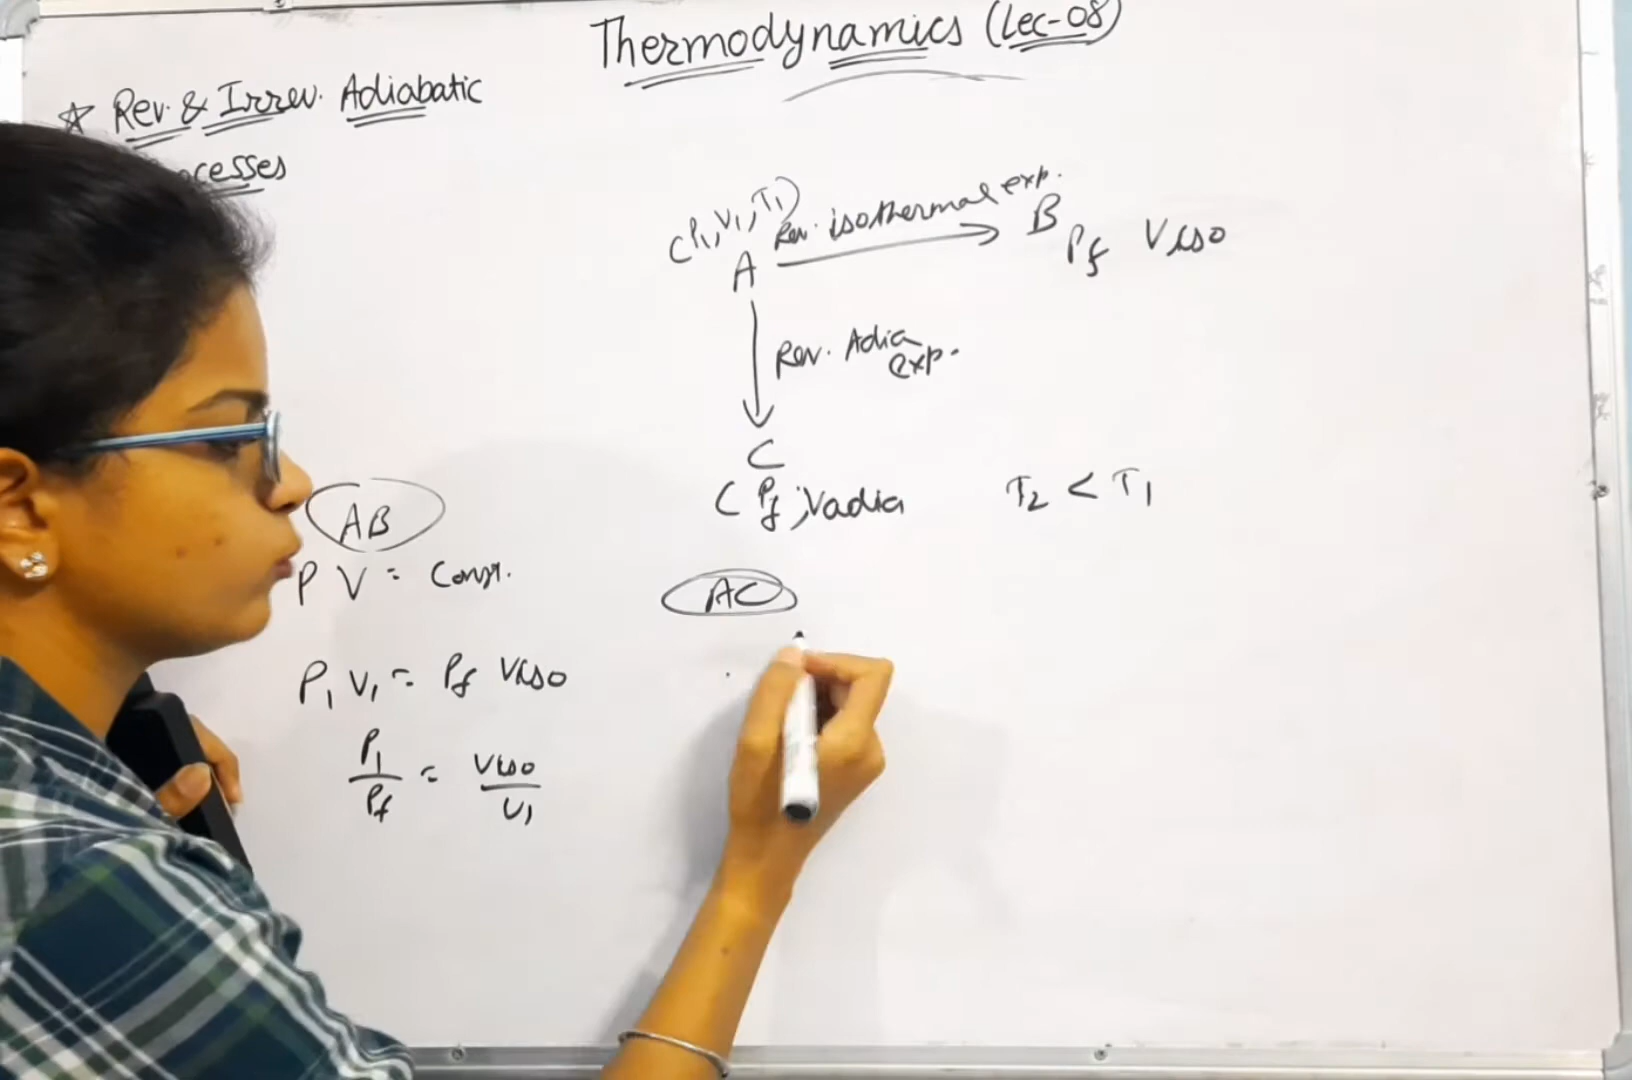 Thermodynamics (Lec-08)
* Rev. & Irrev. Adiabatic
ocesses
(P₁, V₁, T₁)
A
Rev. isothermal exp.
B
Pf Viso
Rev. Adia
exp.
C
( Pf ; Vadia
T₂ < T₁
AB
P V = Const.
P₁ V₁ = Pf Viso
P₁/Pf = Viso/V₁
AC